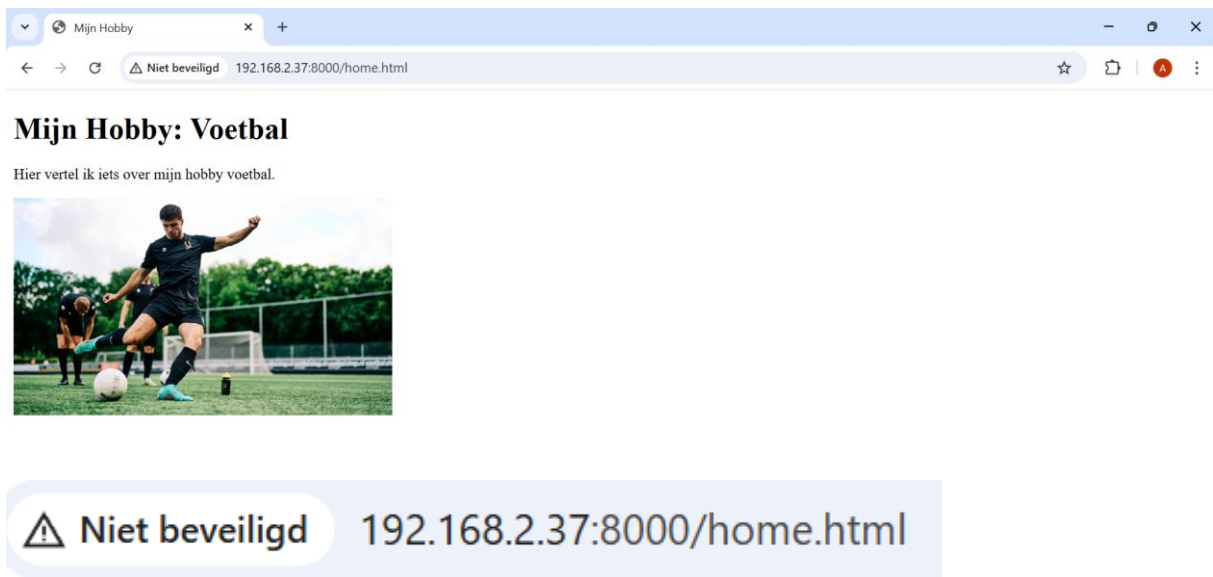 Mijn Hobby
Niet beveiligd 192.168.2.37:8000/home.html
A
Mijn Hobby: Voetbal
Hier vertel ik iets over mijn hobby voetbal.
Niet beveiligd 192.168.2.37:8000/home.html